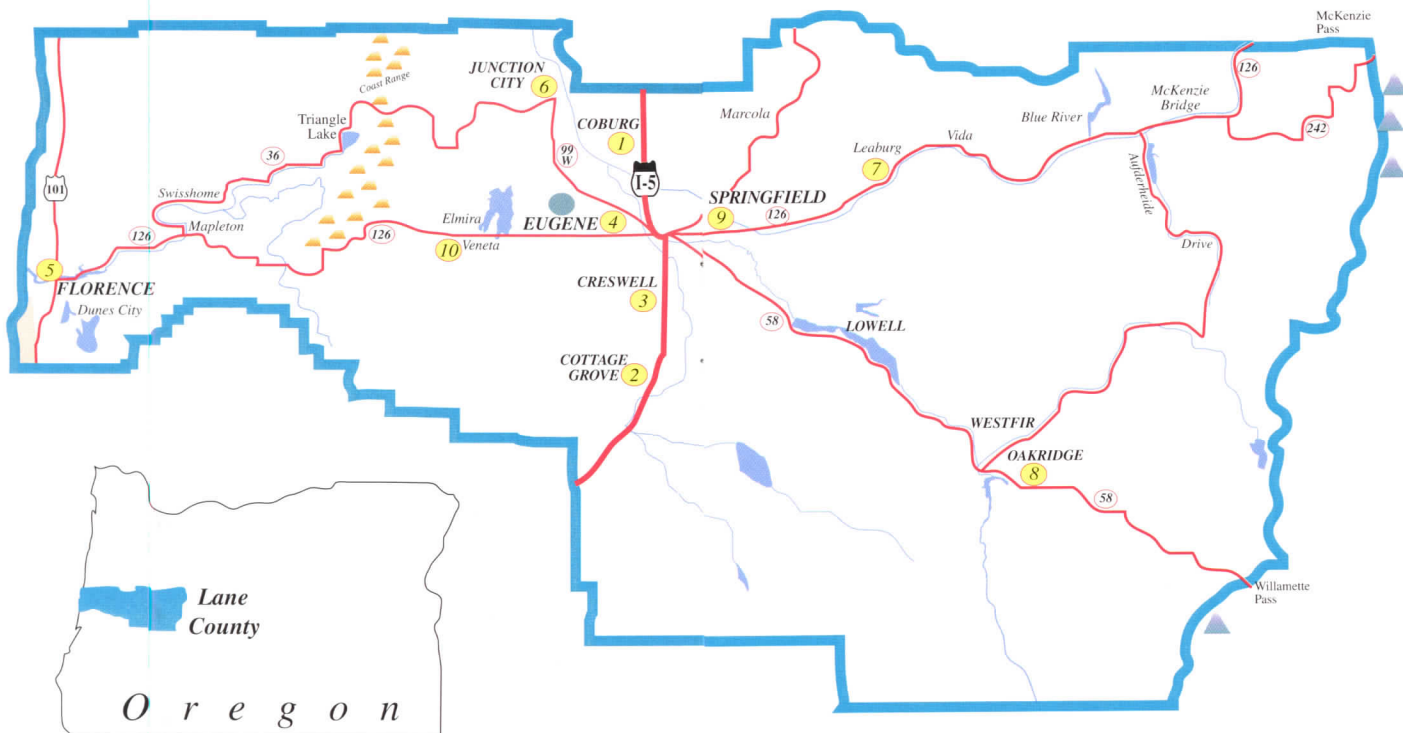 McKenzie
Pass
126
McKenzie
Bridge
242
JUNCTION
CITY
6
Coast Range
COBURG
1
Marcola
Blue River
Triangle
Lake
36
99
W
I-5
Leaburg
7
Vida
Aufderheide
Drive
101
Swisshome
Mapleton
126
Elmira
126
10
Veneta
EUGENE
4
SPRINGFIELD
9
126
5
FLORENCE
Dunes City
CRESWELL
3
58
LOWELL
COTTAGE
GROVE
2
WESTFIR
OAKRIDGE
8
58
Willamette
Pass
Lane
County
Oregon